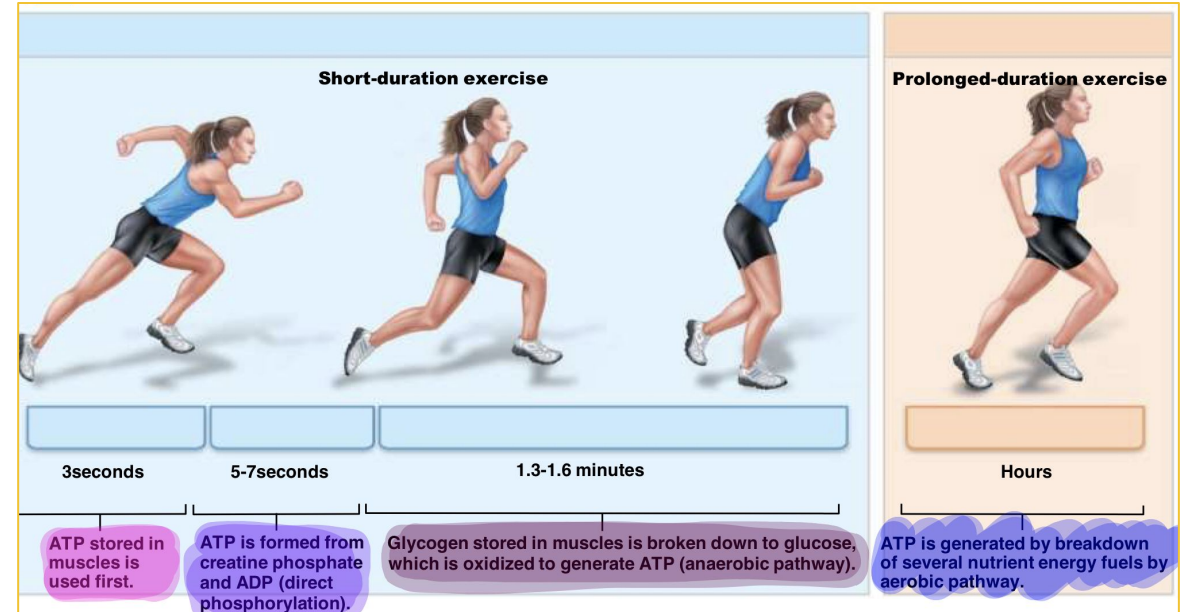 Short-duration exercise
Prolonged-duration exercise
3seconds
5-7seconds
1.3-1.6 minutes
Hours
ATP stored in
muscles is
used first.
ATP is formed from
creatine phosphate
and ADP (direct
phosphorylation).
Glycogen stored in muscles is broken down to glucose,
which is oxidized to generate ATP (anaerobic pathway).
ATP is generated by breakdown
of several nutrient energy fuels by
aerobic pathway.